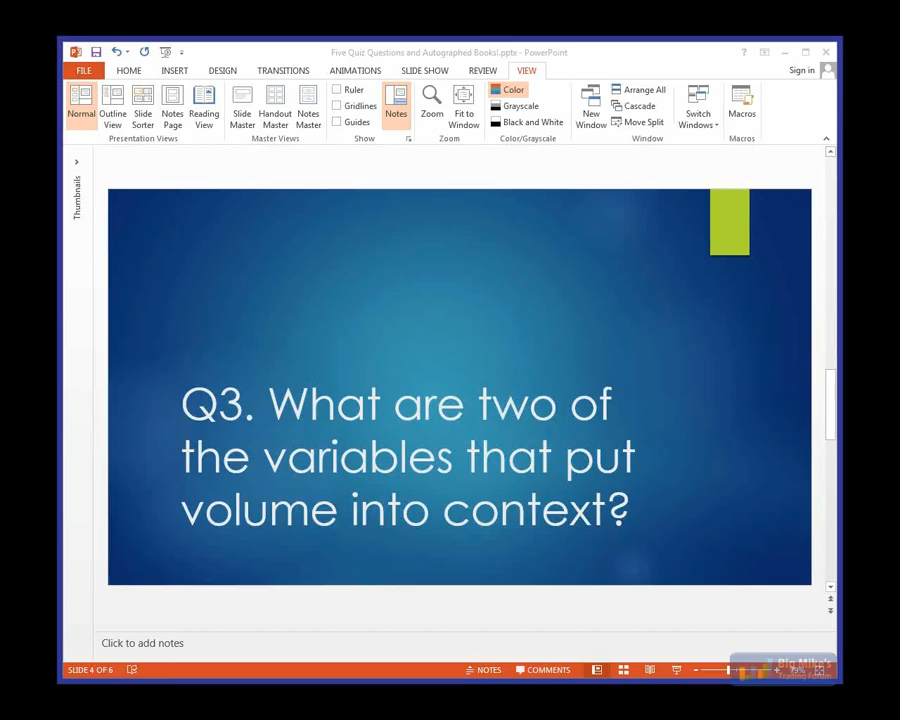 Five Quiz Questions and Autographed Books!.pptx - PowerPoint
FILE HOME INSERT DESIGN TRANSITIONS ANIMATIONS SLIDE SHOW REVIEW VIEW Sign in
Normal Outline View Slide Sorter Notes Page Reading View
Presentation Views
Slide Master Handout Master Notes Master
Master Views
Ruler
Gridlines
Guides
Show
Notes
Zoom Fit to Window
Zoom
Color
Grayscale
Black and White
Color/Grayscale
New Window
Arrange All
Cascade
Move Split
Switch Windows
Window
Macros
Macros
Thumbnails
Q3. What are two of
the variables that put
volume into context?
Click to add notes
SLIDE 4 OF 6 NOTES COMMENTS
Big Mike's
Trading Forum